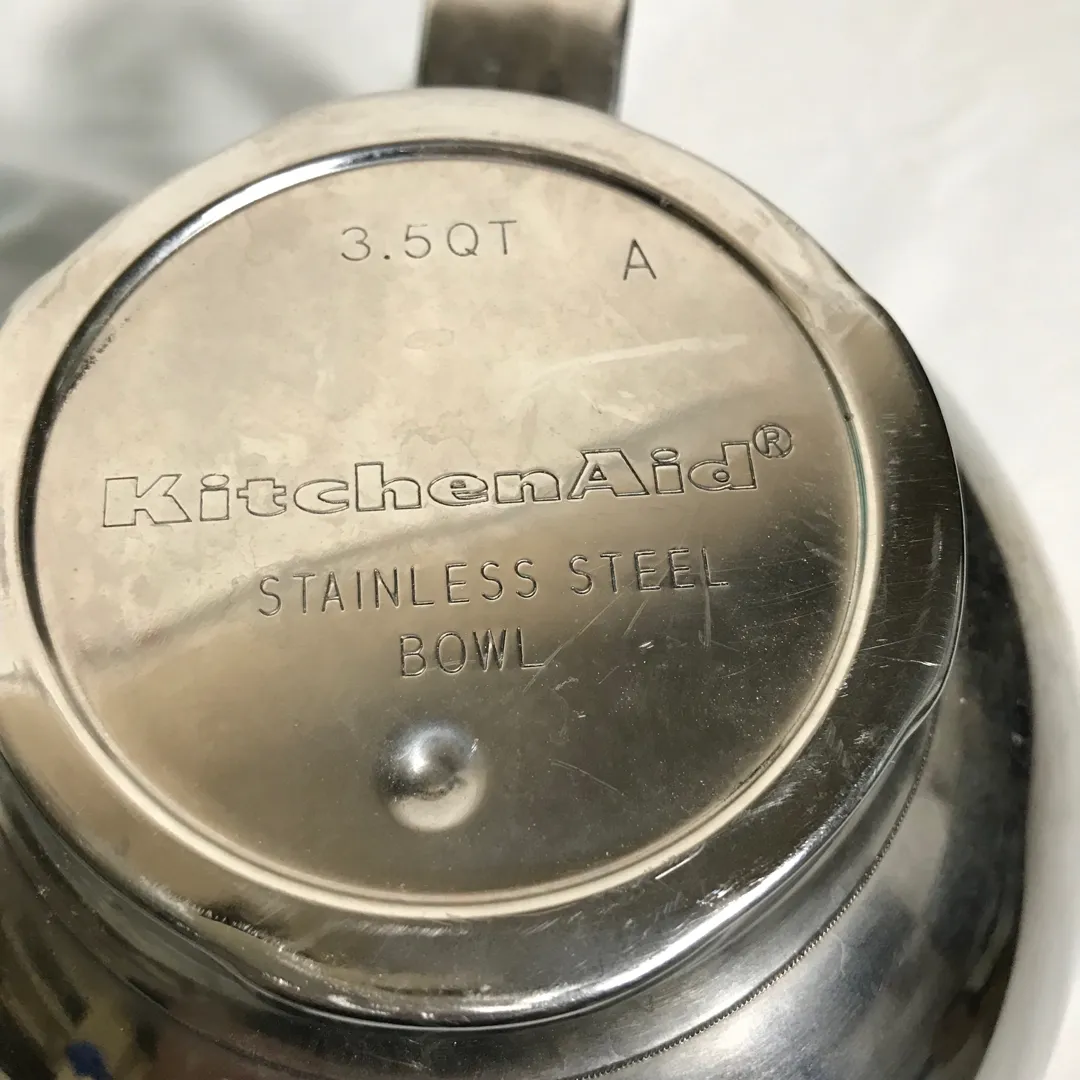 3.5QT A
KitchenAid®
STAINLESS STEEL
BOWL